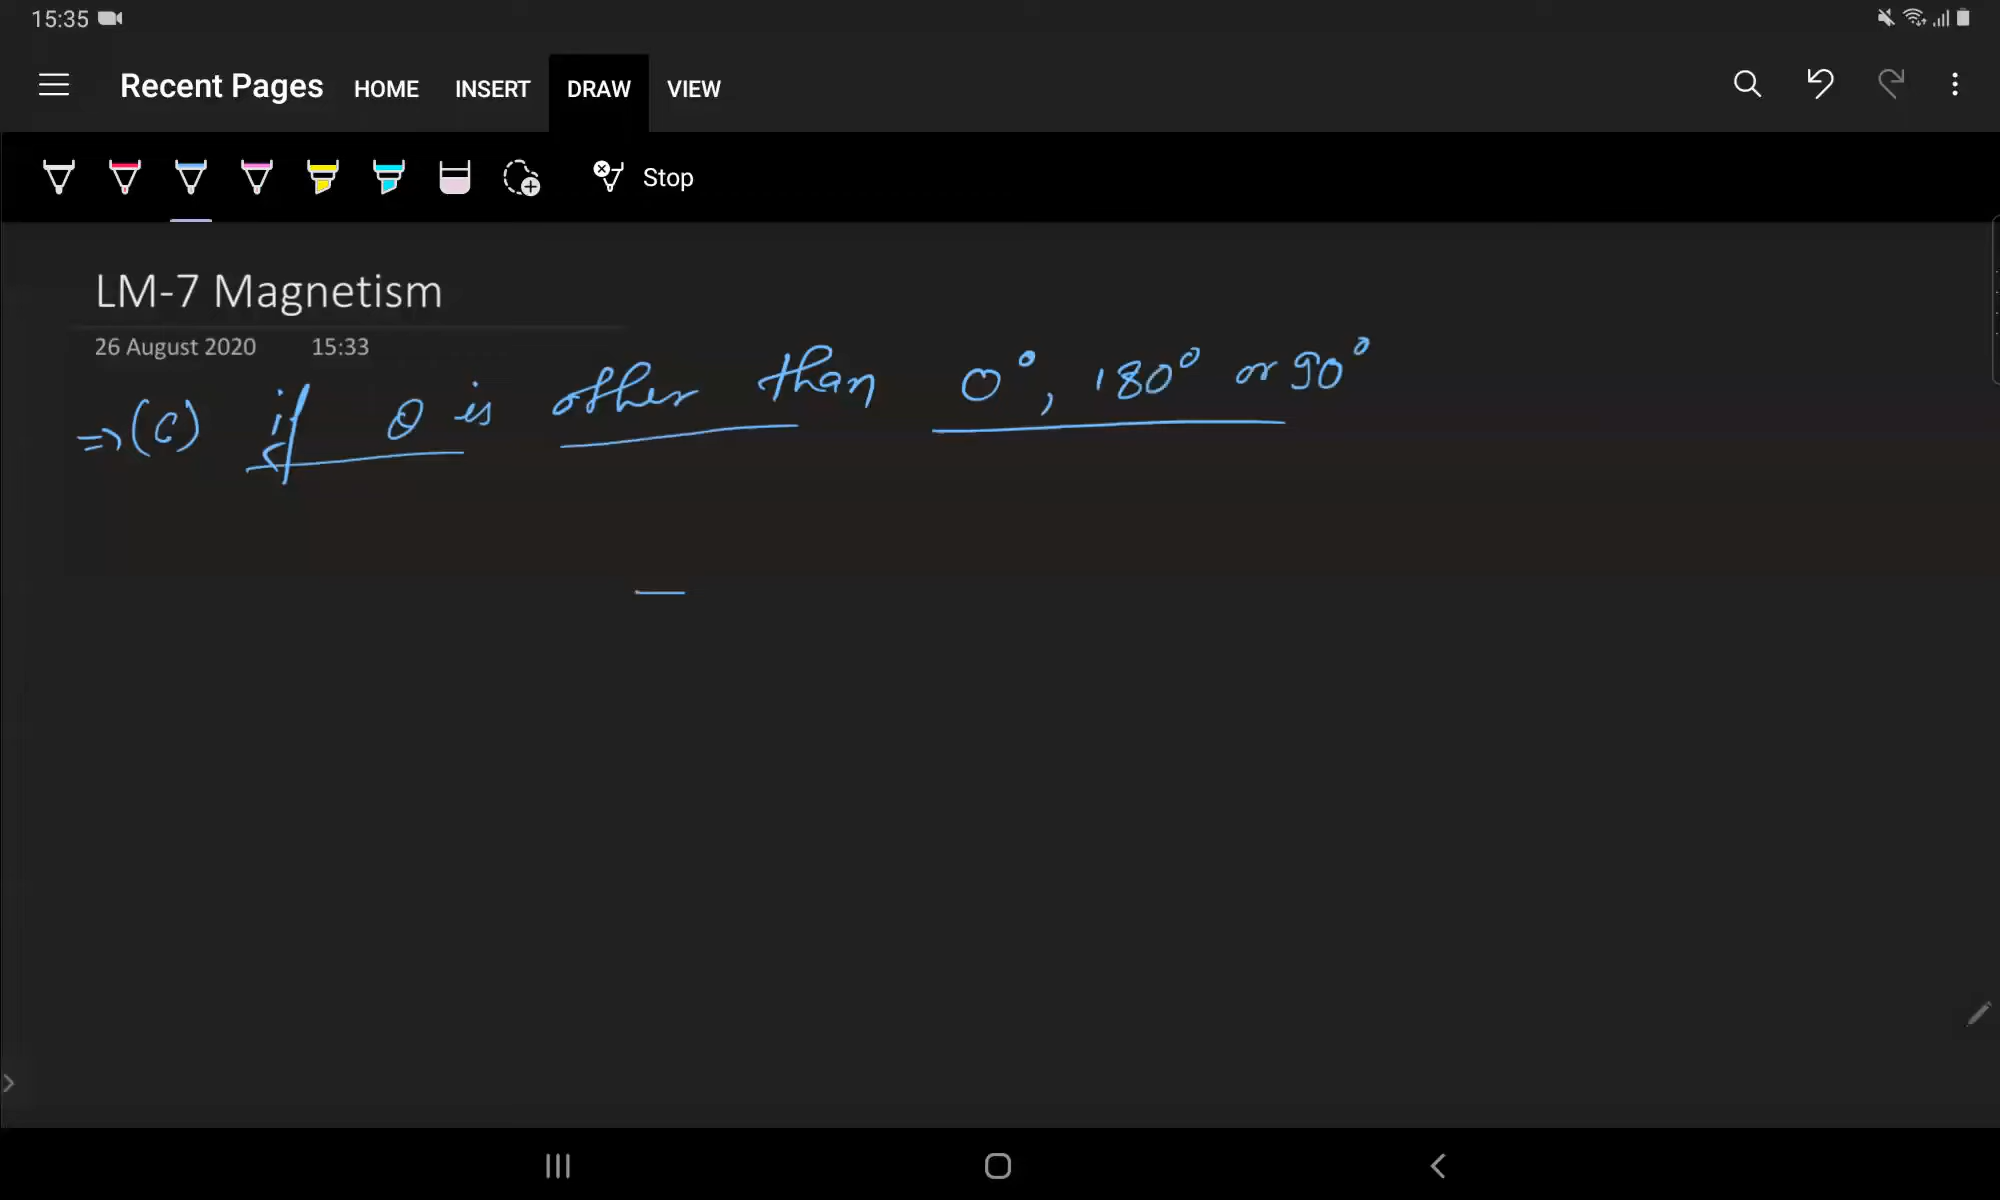 15:35
Recent Pages HOME INSERT DRAW VIEW
Stop
LM-7 Magnetism
26 August 2020 15:33
⇒(C) if θ is other than 0°, 180° or 90°